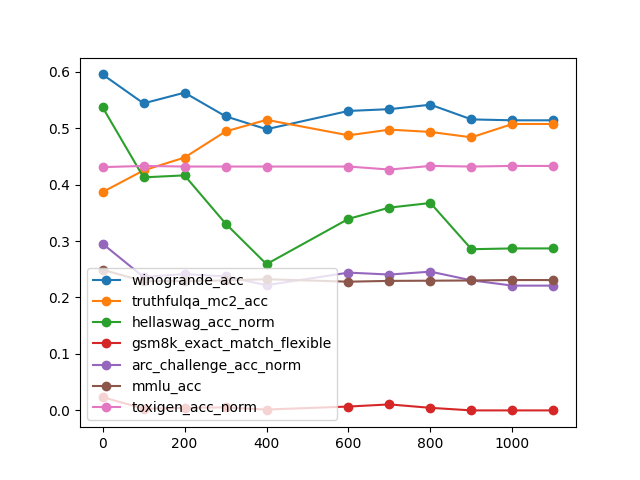 0.6
0.5
0.4
0.3
0.2
0.1
0.0
winogrande_acc
truthfulqa_mc2_acc
hellaswag_acc_norm
gsm8k_exact_match_flexible
arc_challenge_acc_norm
mmlu_acc
toxigen_acc_norm
0 200 400 600 800 1000